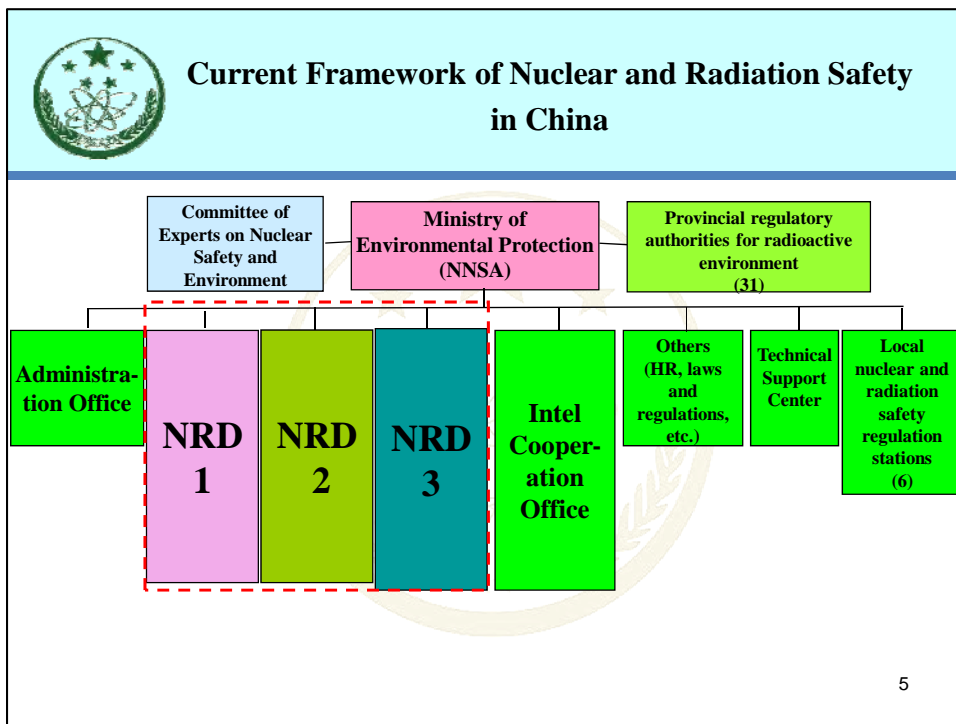 Current Framework of Nuclear and Radiation Safety
in China
Committee of
Experts on Nuclear
Safety and
Environment
Ministry of
Environmental Protection
(NNSA)
Provincial regulatory
authorities for radioactive
environment
(31)
Administra-
tion Office
NRD
1
NRD
2
NRD
3
Intel
Cooper-
ation
Office
Others
(HR, laws
and
regulations,
etc.)
Technical
Support
Center
Local
nuclear and
radiation
safety
regulation
stations
(6)
5